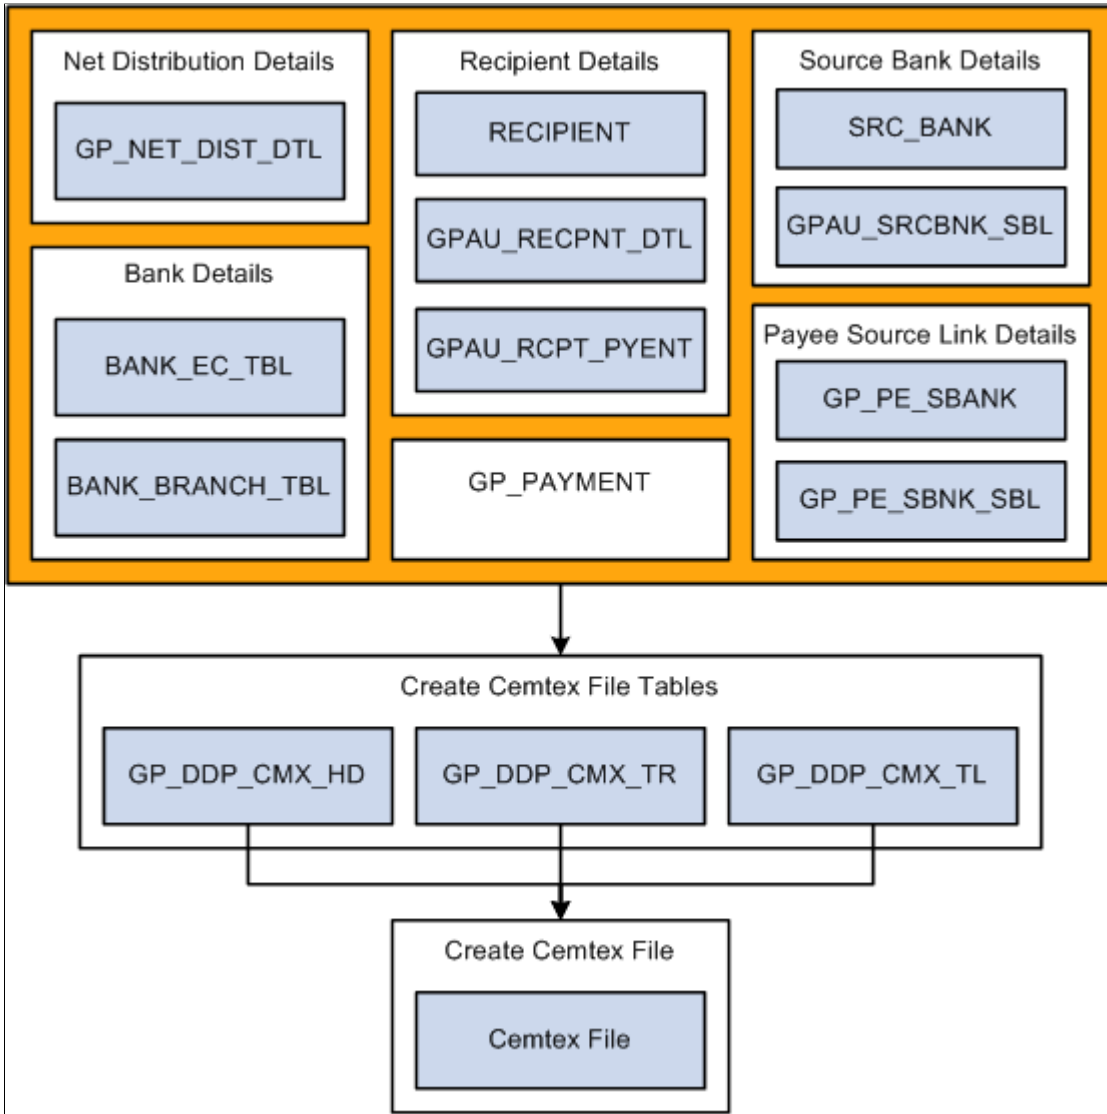 Net Distribution Details
GP_NET_DIST_DTL
Bank Details
BANK_EC_TBL
BANK_BRANCH_TBL
Recipient Details
RECIPIENT
GPAU_RECPNT_DTL
GPAU_RCPT_PYENT
GP_PAYMENT
Source Bank Details
SRC_BANK
GPAU_SRCBNK_SBL
Payee Source Link Details
GP_PE_SBANK
GP_PE_SBNK_SBL
Create Cemtex File Tables
GP_DDP_CMX_HD
GP_DDP_CMX_TR
GP_DDP_CMX_TL
Create Cemtex File
Cemtex File